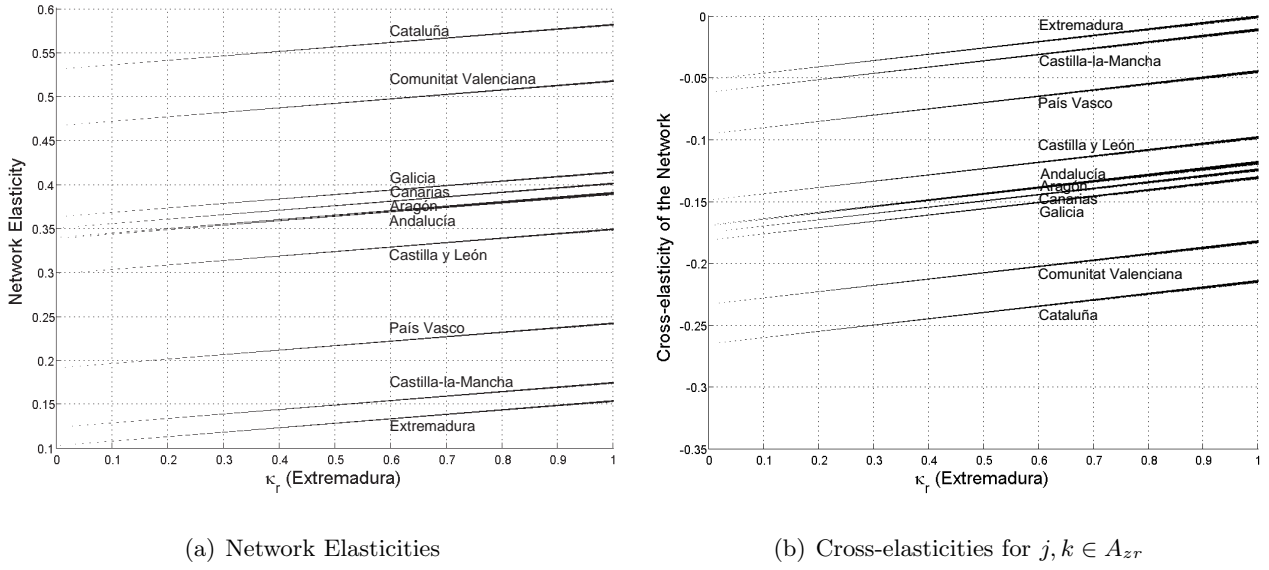 0.6
0.55
0.5
0.45
0.4
0.35
0.3
0.25
0.2
0.15
0.1
Network Elasticity
Cataluña
Comunitat Valenciana
Galicia
Canarias
Aragón
Andalucía
Castilla y León
País Vasco
Castilla-la-Mancha
Extremadura
0 0.1 0.2 0.3 0.4 0.5 0.6 0.7 0.8 0.9 1
κr (Extremadura)
(a) Network Elasticities
0
-0.05
-0.1
-0.15
-0.2
-0.25
-0.3
-0.35
Cross-elasticity of the Network
Extremadura
Castilla-la-Mancha
País Vasco
Castilla y León
Andalucía
Aragón
Canarias
Galicia
Comunitat Valenciana
Cataluña
0 0.1 0.2 0.3 0.4 0.5 0.6 0.7 0.8 0.9 1
κr (Extremadura)
(b) Cross-elasticities for j, k ∈ Azr